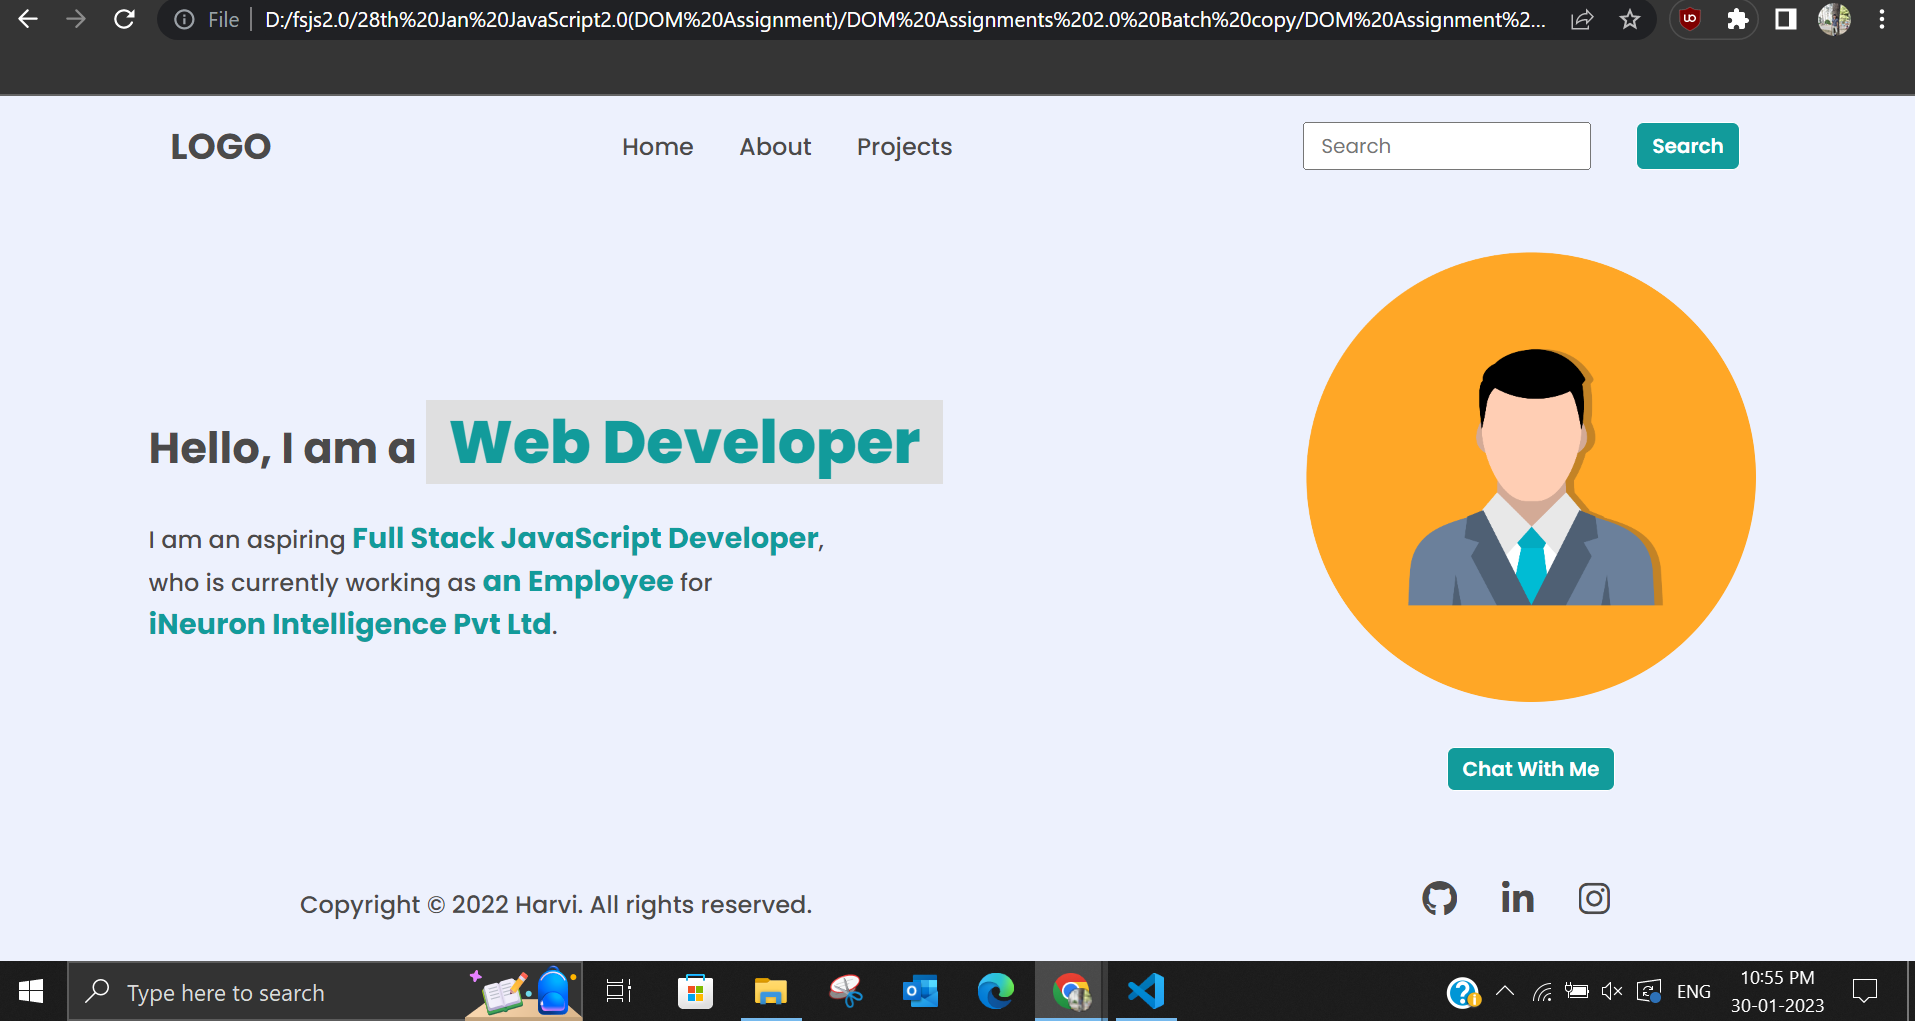 File D:/fsjs2.0/28th%20Jan%20JavaScript2.0(DOM%20Assignment)/DOM%20Assignments%202.0%20Batch%20copy/DOM%20Assignment%2...
LOGO Home About Projects Search Search
Hello, I am a Web Developer
I am an aspiring Full Stack JavaScript Developer,
who is currently working as an Employee for
iNeuron Intelligence Pvt Ltd.
Chat With Me
Copyright © 2022 Harvi. All rights reserved.
in
Type here to search
ENG
10:55 PM
30-01-2023